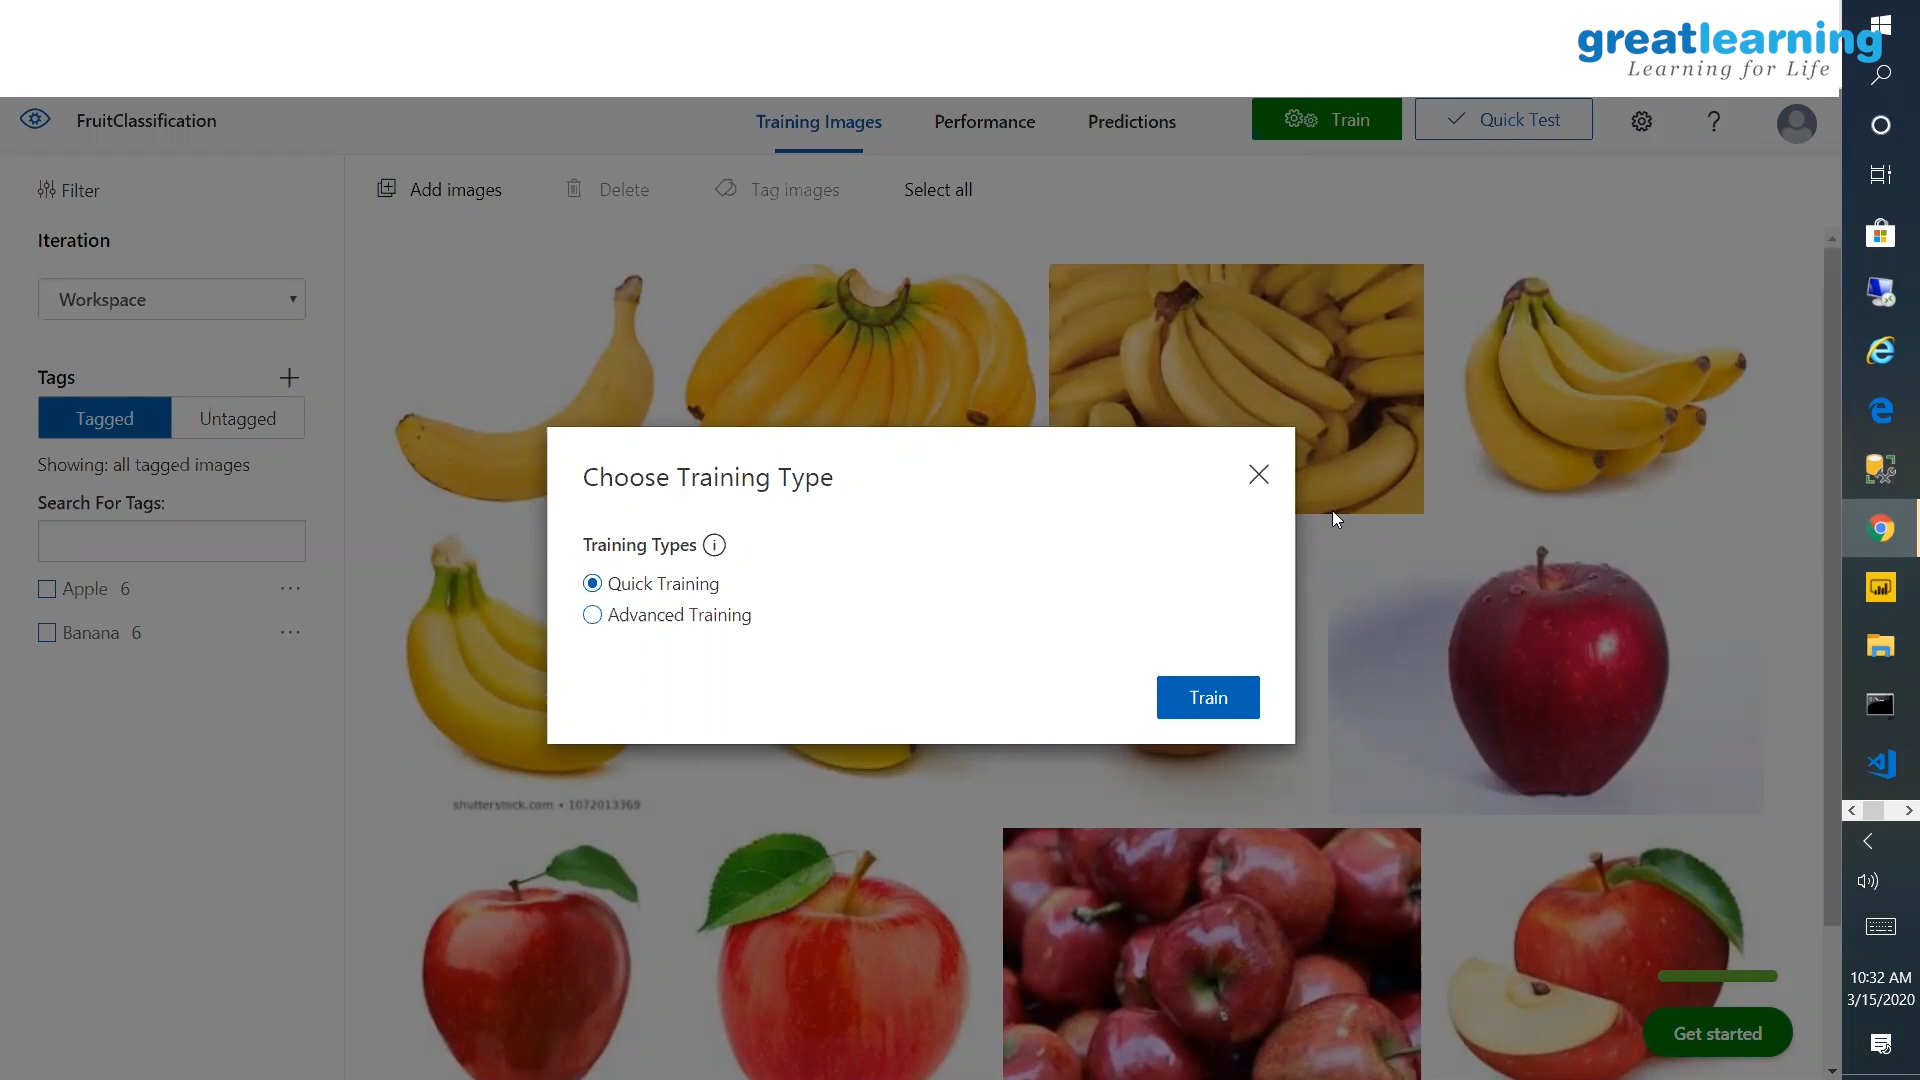 greatlearning
Learning for Life
FruitClassification
Training Images
Performance
Predictions
Train
Quick Test
?
Filter
Add images
Delete
Tag images
Select all
Iteration
Workspace
Tags
Tagged
Untagged
Showing: all tagged images
Search For Tags:
Apple 6
Banana 6
Choose Training Type
Training Types
Quick Training
Advanced Training
Train
shutterstock.com • 1072013369
10:32 AM
3/15/2020
Get started